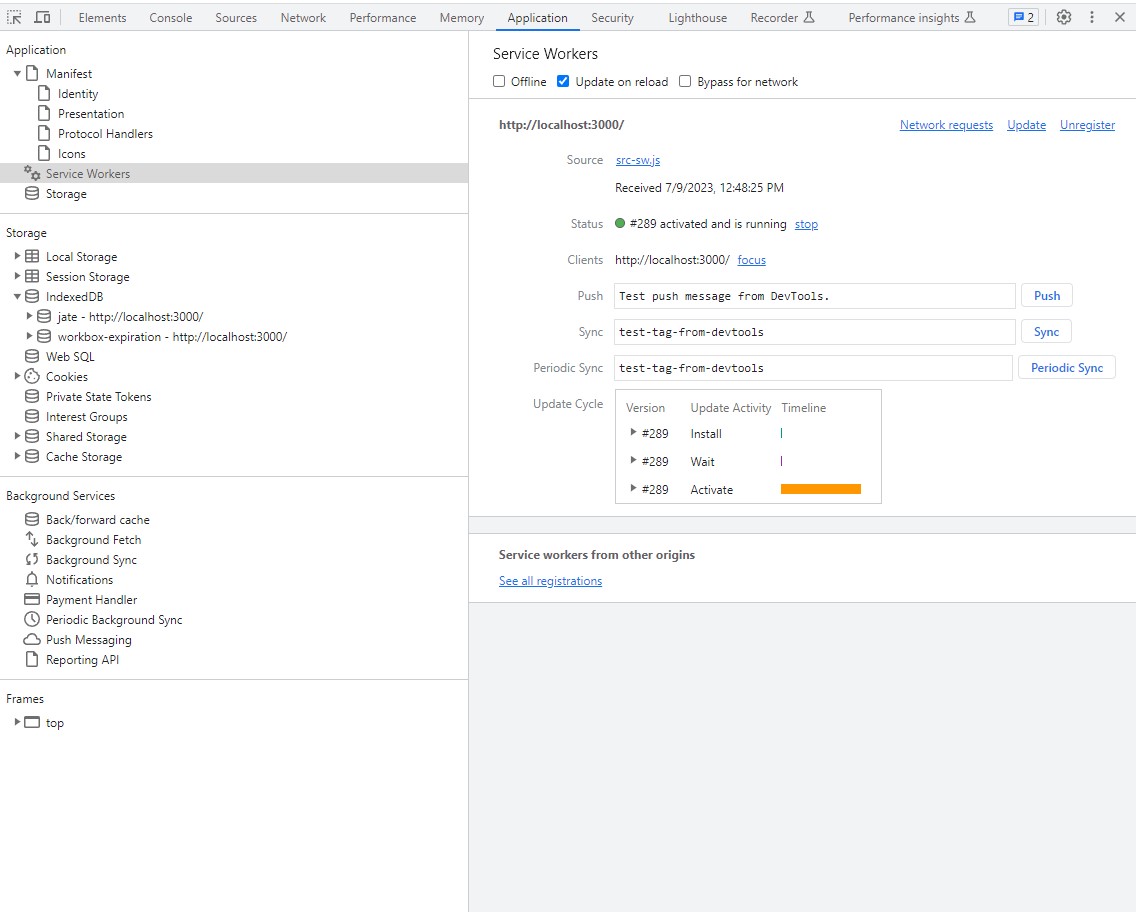 Elements Console Sources Network Performance Memory Application Security Lighthouse Recorder Performance insights 2
Application
Manifest
Identity
Presentation
Protocol Handlers
Icons
Service Workers
Storage
Storage
Local Storage
Session Storage
IndexedDB
jate - http://localhost:3000/
workbox-expiration - http://localhost:3000/
Web SQL
Cookies
Private State Tokens
Interest Groups
Shared Storage
Cache Storage
Background Services
Back/forward cache
Background Fetch
Background Sync
Notifications
Payment Handler
Periodic Background Sync
Push Messaging
Reporting API
Frames
top
Service Workers
Offline Update on reload Bypass for network
http://localhost:3000/ Network requests Update Unregister
Source src-sw.js
Received 7/9/2023, 12:48:25 PM
Status #289 activated and is running stop
Clients http://localhost:3000/ focus
Push Test push message from DevTools. Push
Sync test-tag-from-devtools Sync
Periodic Sync test-tag-from-devtools Periodic Sync
Update Cycle Version Update Activity Timeline
#289 Install
#289 Wait
#289 Activate
Service workers from other origins
See all registrations